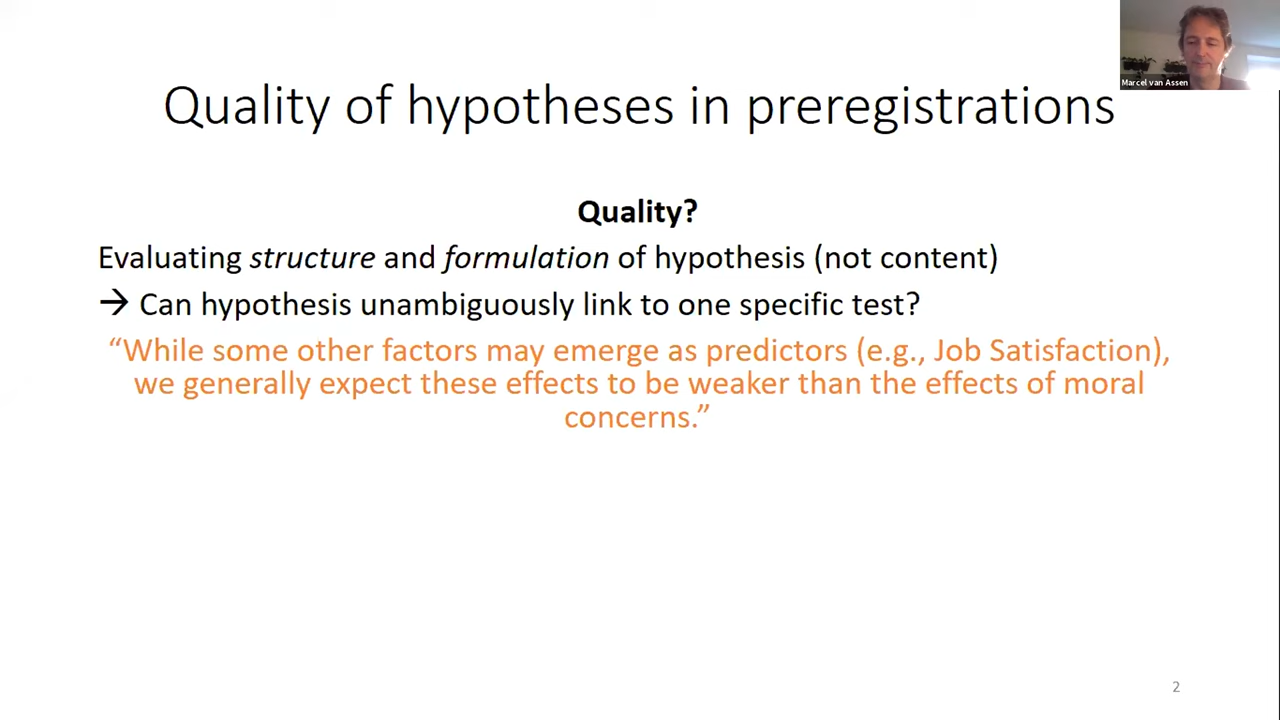 Marcel van Assen
Quality of hypotheses in preregistrations
Quality?
Evaluating structure and formulation of hypothesis (not content)
→ Can hypothesis unambiguously link to one specific test?
“While some other factors may emerge as predictors (e.g., Job Satisfaction),
we generally expect these effects to be weaker than the effects of moral
concerns.”
2